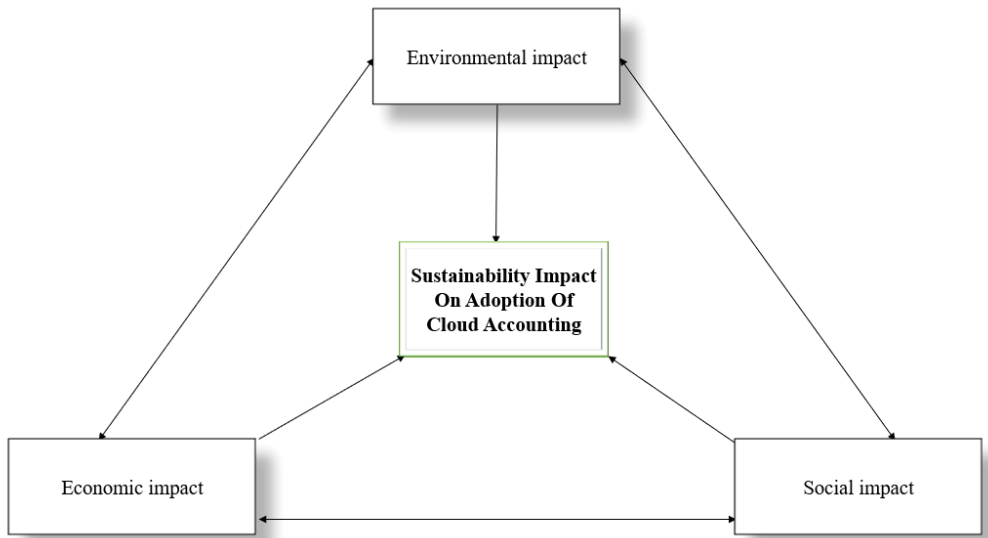 Environmental impact
Sustainability Impact
On Adoption Of
Cloud Accounting
Economic impact
Social impact